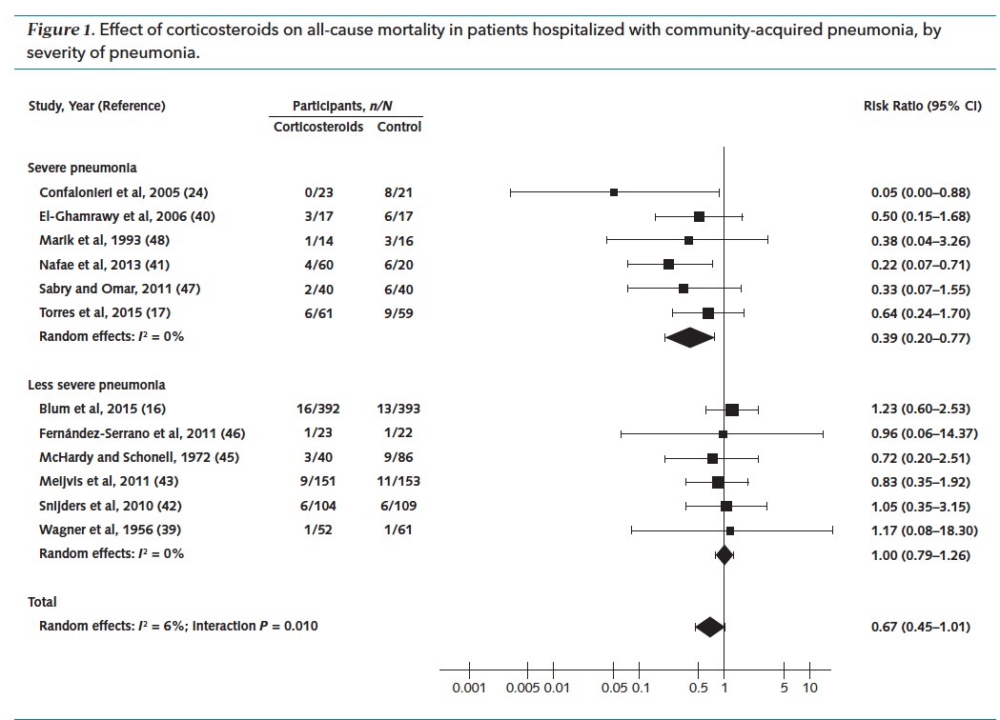 Figure 1. Effect of corticosteroids on all-cause mortality in patients hospitalized with community-acquired pneumonia, by
severity of pneumonia.
Study, Year (Reference) Participants, n/N Risk Ratio (95% CI)
Corticosteroids Control
Severe pneumonia
Confalonieri et al, 2005 (24) 0/23 8/21 0.05 (0.00–0.88)
El-Ghamrawy et al, 2006 (40) 3/17 6/17 0.50 (0.15–1.68)
Marik et al, 1993 (48) 1/14 3/16 0.38 (0.04–3.26)
Nafae et al, 2013 (41) 4/60 6/20 0.22 (0.07–0.71)
Sabry and Omar, 2011 (47) 2/40 6/40 0.33 (0.07–1.55)
Torres et al, 2015 (17) 6/61 9/59 0.64 (0.24–1.70)
Random effects: I² = 0% 0.39 (0.20–0.77)
Less severe pneumonia
Blum et al, 2015 (16) 16/392 13/393 1.23 (0.60–2.53)
Fernández-Serrano et al, 2011 (46) 1/23 1/22 0.96 (0.06–14.37)
McHardy and Schonell, 1972 (45) 3/40 9/86 0.72 (0.20–2.51)
Meijvis et al, 2011 (43) 9/151 11/153 0.83 (0.35–1.92)
Snijders et al, 2010 (42) 6/104 6/109 1.05 (0.35–3.15)
Wagner et al, 1956 (39) 1/52 1/61 1.17 (0.08–18.30)
Random effects: I² = 0% 1.00 (0.79–1.26)
Total
Random effects: I² = 6%; Interaction P = 0.010 0.67 (0.45–1.01)
0.001 0.005 0.01 0.05 0.1 0.5 1 5 10